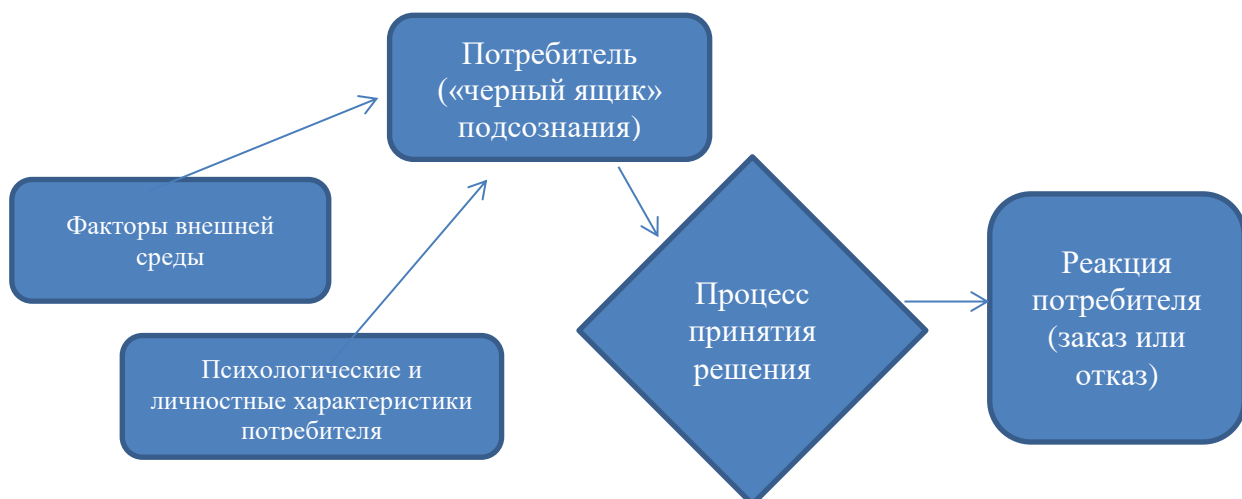 Потребитель
(«черный ящик»
подсознания)
Факторы внешней
среды
Психологические и
личностные характеристики
потребителя
Процесс
принятия
решения
Реакция
потребителя
(заказ или
отказ)